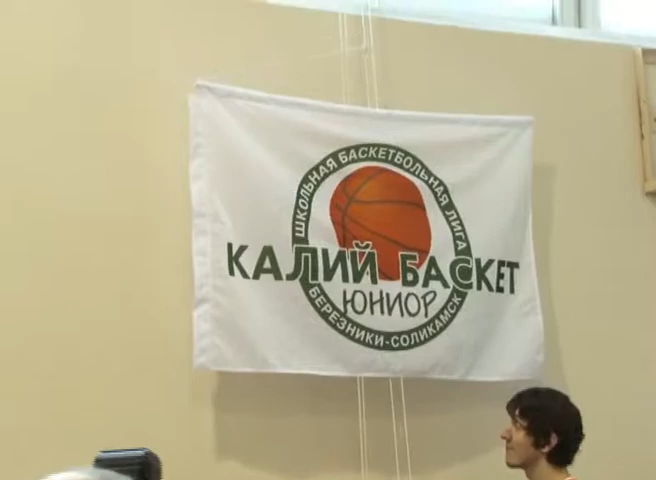 ШКОЛЬНАЯ БАСКЕТБОЛЬНАЯ ЛИГА
КАЛИЙ БАСКЕТ
ЮНИОР
БЕРЕЗНИКИ-СОЛИКАМСК